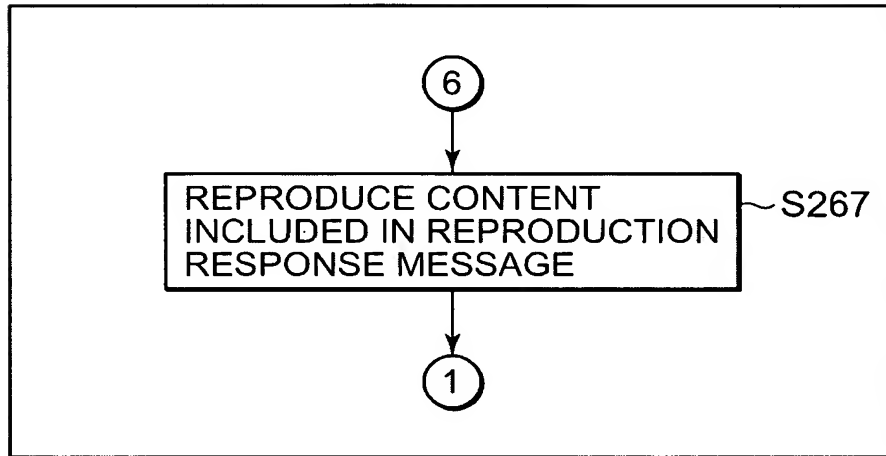 6
REPRODUCE CONTENT
INCLUDED IN REPRODUCTION
RESPONSE MESSAGE
S267
1